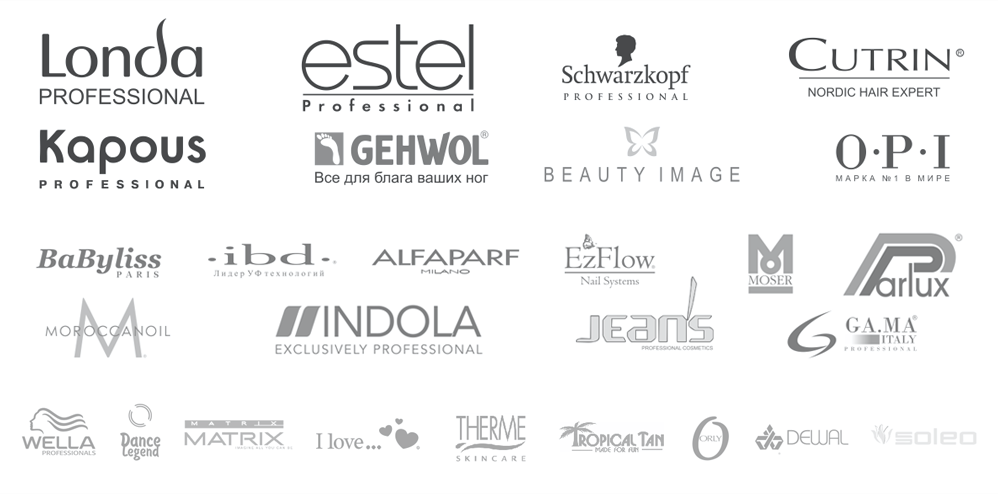 Londa
PROFESSIONAL
estel
Professional
Schwarzkopf
PROFESSIONAL
CUTRIN®
NORDIC HAIR EXPERT
Kapous
PROFESSIONAL
GEHWOL®
Все для блага ваших ног
BEAUTY IMAGE
O·P·I
МАРКА №1 В МИРЕ
BaByliss
PARIS
·ibd·
Лидер УФ технологий
ALFAPARF
MILANO
EzFlow
Nail Systems
MOSER
Parlux®
MOROCCANOIL
M
INDOLA
EXCLUSIVELY PROFESSIONAL
JEAN'S
PROFESSIONAL COSMETICS
GA.MA®
ITALY
PROFESSIONAL
WELLA
PROFESSIONALS
Dance
Legend
MATRIX
MATRIX
I love...
THERME
SKINCARE
TROPICAL TAN
MADE FOR FUN
ORLY
DEWAL
soleo